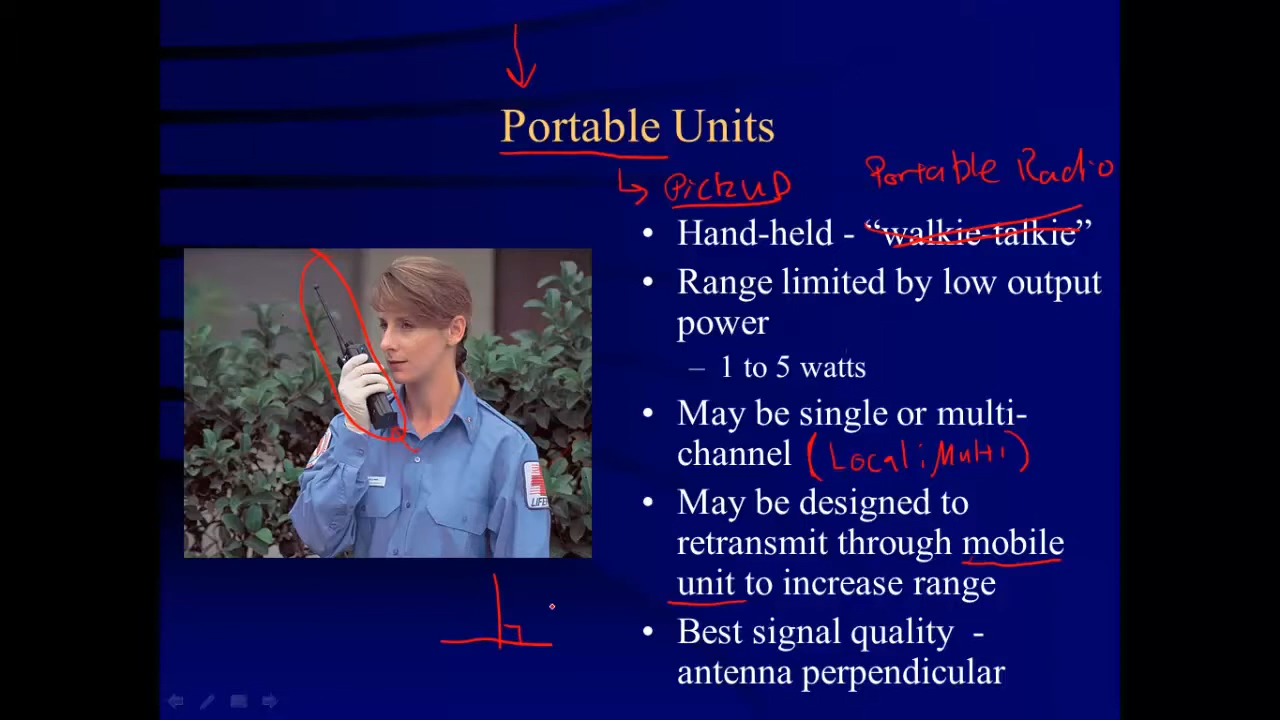 Portable Units
Pickup
Portable Radio
• Hand-held - “walkie-talkie”
• Range limited by low output
power
– 1 to 5 watts
• May be single or multi-
channel (Local; Multi)
• May be designed to
retransmit through mobile
unit to increase range
• Best signal quality -
antenna perpendicular